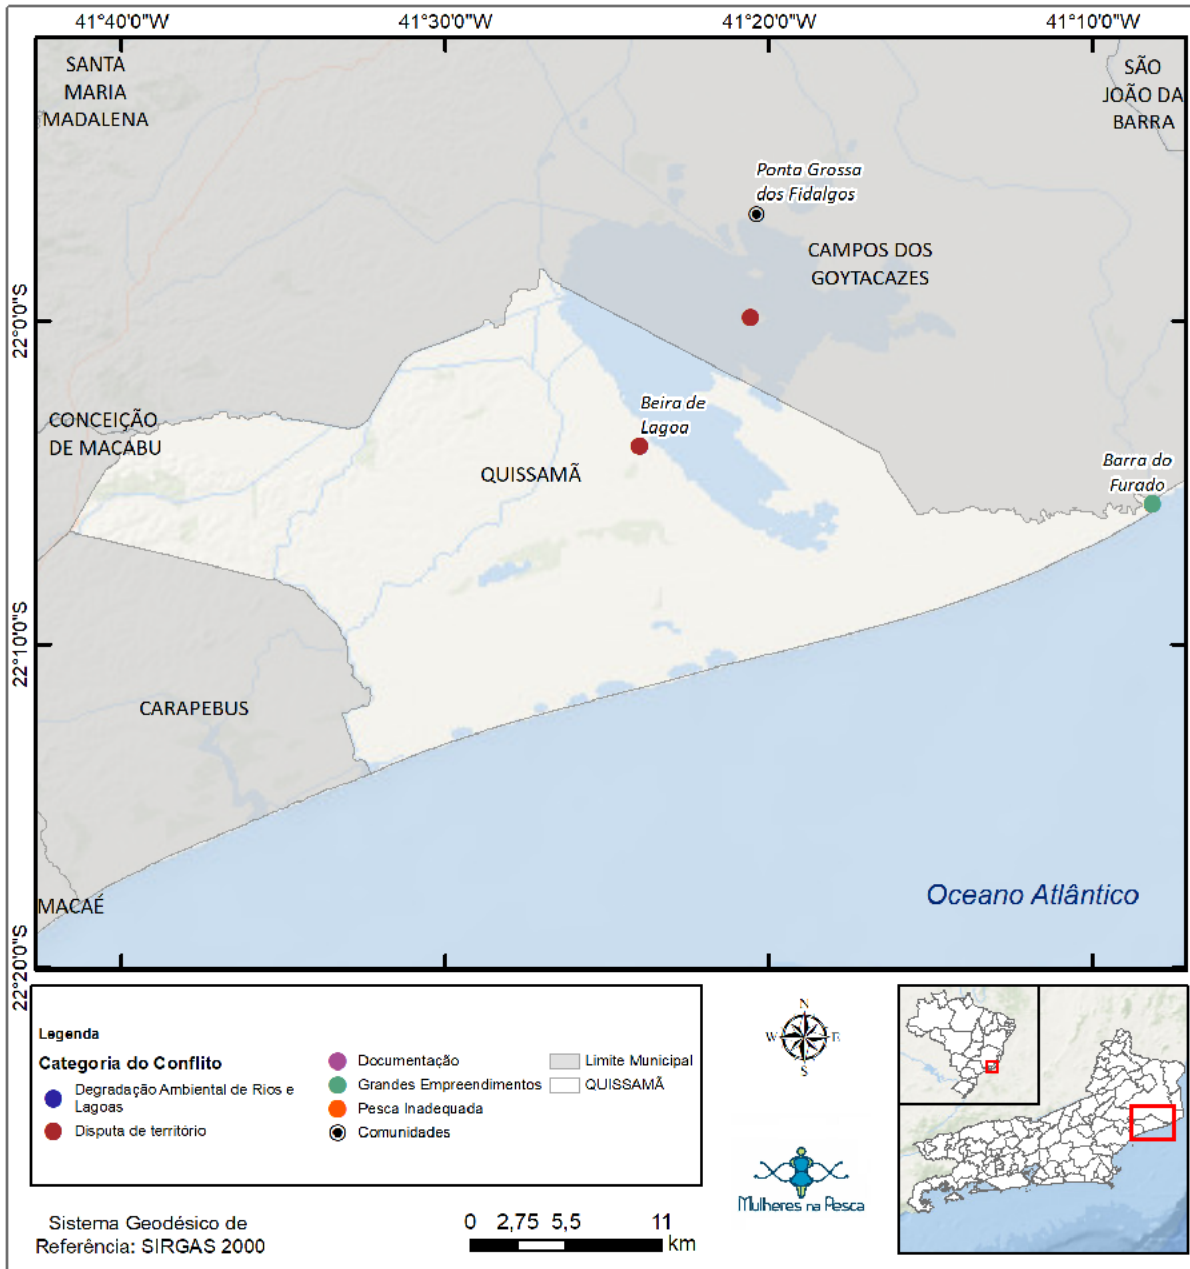 41°40'0"W
41°30'0"W
41°20'0"W
41°10'0"W
SANTA
MARIA
MADALENA
SÃO
JOÃO DA
BARRA
Ponta Grossa
dos Fidalgos
CAMPOS DOS
GOYTACAZES
22°0'0"S
Beira de
Lagoa
CONCEIÇÃO
DE MACABU
QUISSAMÃ
Barra do
Furado
22°10'0"S
CARAPEBUS
MACAÉ
Oceano Atlântico
22°20'0"S
Legenda
Categoria do Conflito
Degradação Ambiental de Rios e
Lagoas
Disputa de território
Documentação
Grandes Empreendimentos
Pesca Inadequada
Comunidades
Limite Municipal
QUISSAMÃ
N
W
E
S
Mulheres na Pesca
Sistema Geodésico de
Referência: SIRGAS 2000
0 2,75 5,5 11
km